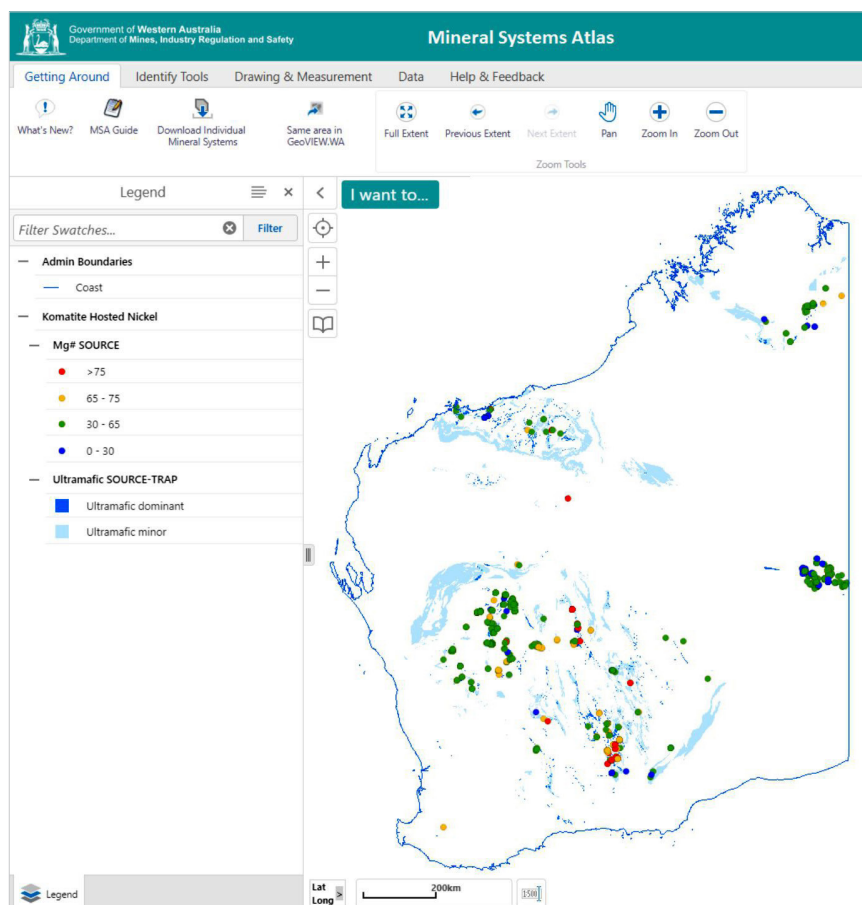 Government of Western Australia
Department of Mines, Industry Regulation and Safety
Mineral Systems Atlas
Getting Around
Identify Tools
Drawing & Measurement
Data
Help & Feedback
What's New?
MSA Guide
Download Individual
Mineral Systems
Same area in
GeoVIEW.WA
Full Extent
Previous Extent
Next Extent
Pan
Zoom In
Zoom Out
Zoom Tools
Legend
I want to...
Filter Swatches...
Filter
Admin Boundaries
Coast
Komatite Hosted Nickel
Mg# SOURCE
>75
65 - 75
30 - 65
0 - 30
Ultramafic SOURCE-TRAP
Ultramafic dominant
Ultramafic minor
Legend
Lat
Long
>
200km